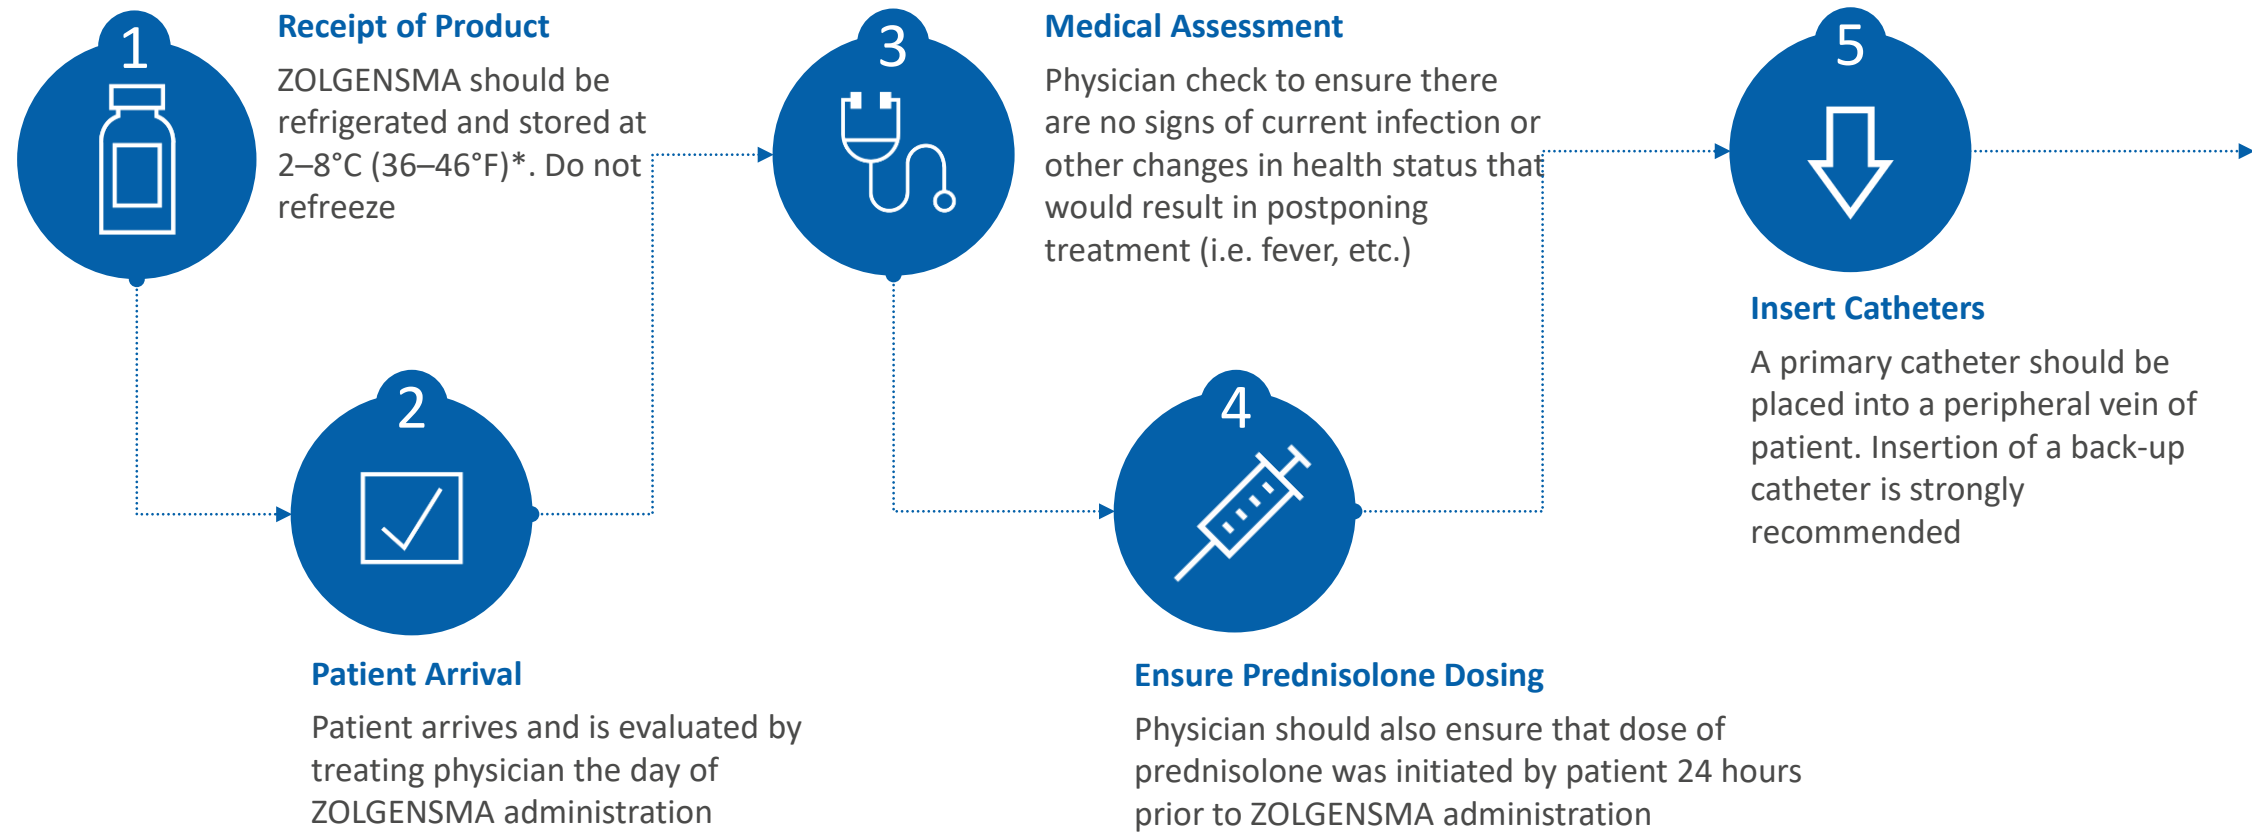 1
Receipt of Product
ZOLGENSMA should be
refrigerated and stored at
2–8°C (36–46°F)*. Do not
refreeze
2
Patient Arrival
Patient arrives and is evaluated by
treating physician the day of
ZOLGENSMA administration
3
Medical Assessment
Physician check to ensure there
are no signs of current infection or
other changes in health status that
would result in postponing
treatment (i.e. fever, etc.)
4
Ensure Prednisolone Dosing
Physician should also ensure that dose of
prednisolone was initiated by patient 24 hours
prior to ZOLGENSMA administration
5
Insert Catheters
A primary catheter should be
placed into a peripheral vein of
patient. Insertion of a back-up
catheter is strongly
recommended